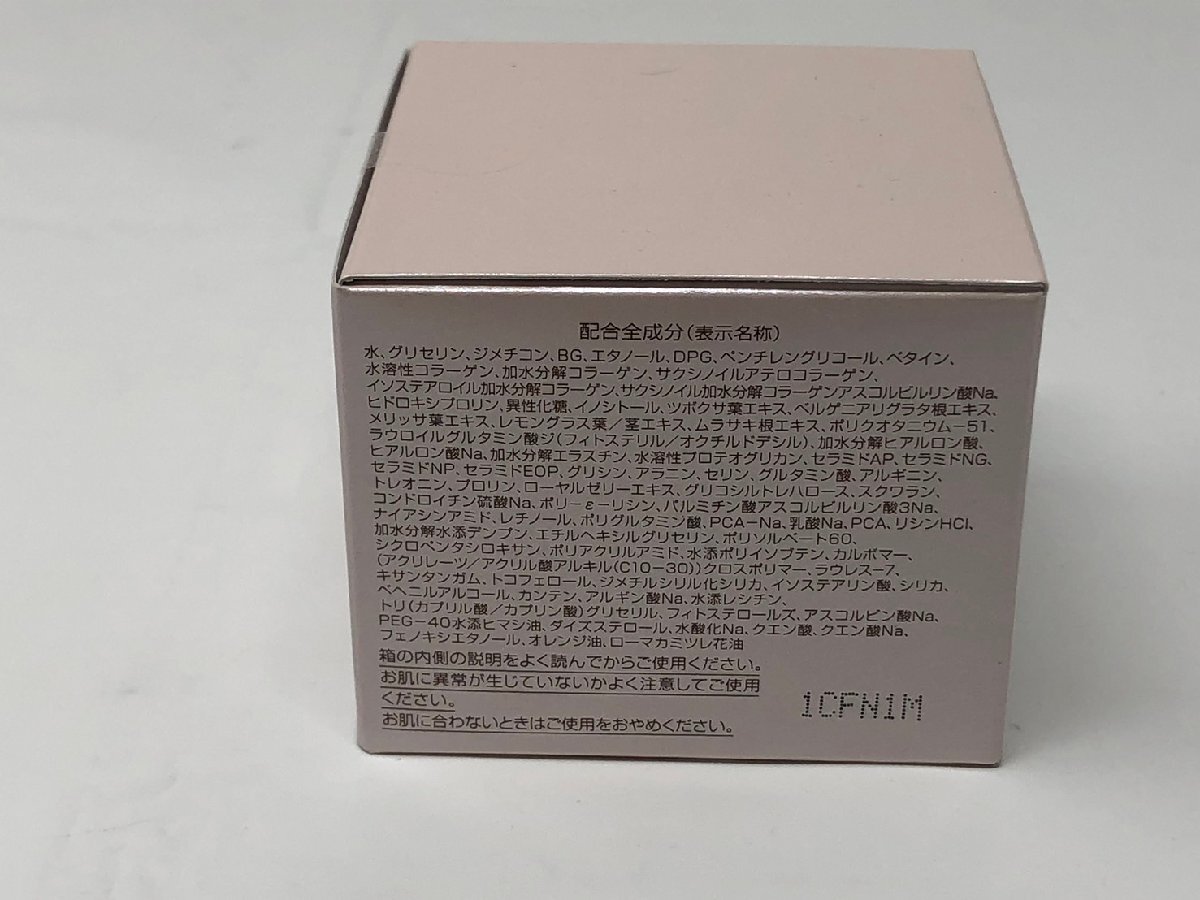 配合全成分(表示名称)
水、グリセリン、ジメチコン、BG、エタノール、DPG、ペンチレングリコール、ベタイン、
水溶性コラーゲン、加水分解コラーゲン、サクシノイルアテロコラーゲン、
イソステアロイル加水分解コラーゲン、サクシノイル加水分解コラーゲンアスコルビルリン酸Na、
ヒドロキシプロリン、異性化糖、イノシトール、ツボクサ葉エキス、ベルゲニアリグラタ根エキス、
メリッサ葉エキス、レモングラス葉/茎エキス、ムラサキ根エキス、ポリクオタニウム-51、
ラウロイルグルタミン酸ジ(フィトステリル/オクチルドデシル)、加水分解ヒアルロン酸、
ヒアルロン酸Na、加水分解エラスチン、水溶性プロテオグリカン、セラミドAP、セラミドNG、
セラミドNP、セラミドEOP、グリシン、アラニン、セリン、グルタミン酸、アルギニン、
トレオニン、プロリン、ローヤルゼリーエキス、グリコシルトレハロース、スクワラン、
コンドロイチン硫酸Na、ポリ-ε-リシン、パルミチン酸アスコルビルリン酸3Na、
ナイアシンアミド、レチノール、ポリグルタミン酸、PCA-Na、乳酸Na、PCA、リシンHCl、
加水分解水添デンプン、エチルヘキシルグリセリン、ポリソルベート60、
シクロペンタシロキサン、ポリアクリルアミド、水添ポリイソブテン、カルボマー、
(アクリレーツ/アクリル酸アルキル(C10-30))クロスポリマー、ラウレス-7、
キサンタンガム、トコフェロール、ジメチルシリル化シリカ、イソステアリン酸、シリカ、
ベヘニルアルコール、カンテン、アルギン酸Na、水添レシチン、
トリ(カプリル酸/カプリン酸)グリセリル、フィトステロールズ、アスコルビン酸Na、
PEG-40水添ヒマシ油、ダイズステロール、水酸化Na、クエン酸、クエン酸Na、
フェノキシエタノール、オレンジ油、ローマカミツレ花油
箱の内側の説明をよく読んでからご使用ください。
お肌に異常が生じていないかよく注意してご使用
ください。
お肌に合わないときはご使用をおやめください。
1CFN1M